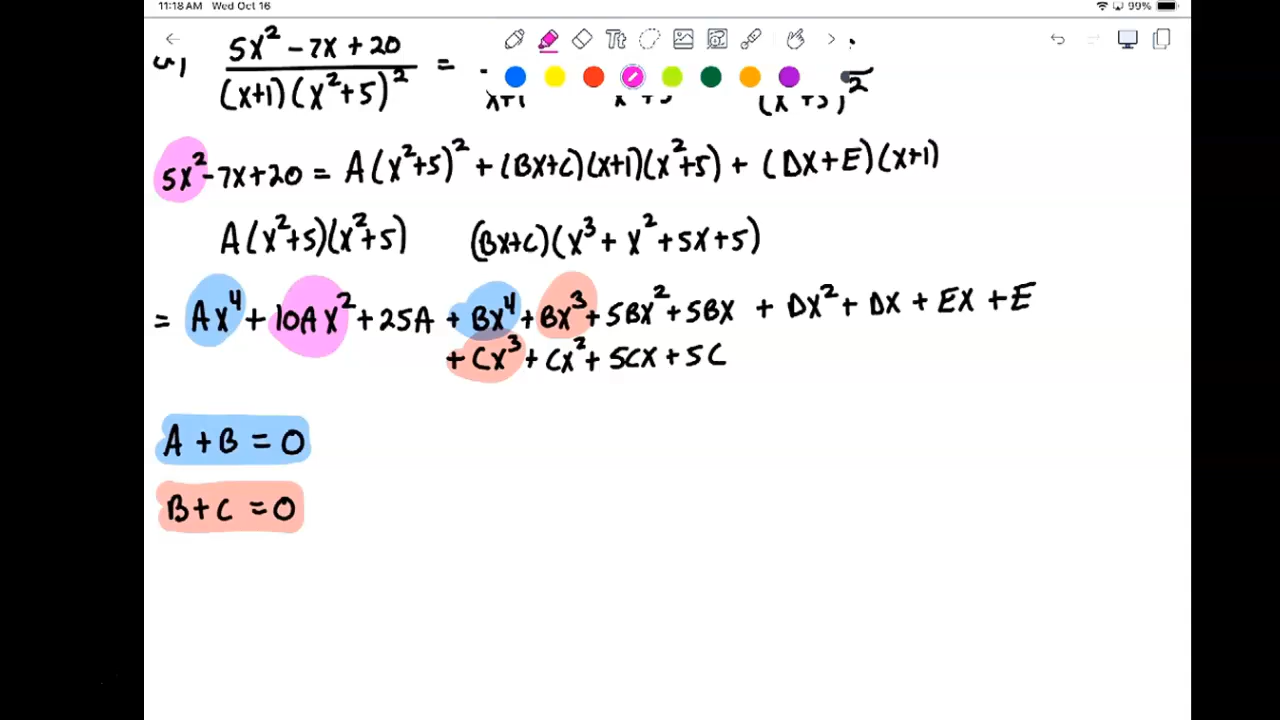 11:18 AM Wed Oct 16 99%
Tt
5x² - 7x + 20
(x+1)(x²+5)² =
x+1
5x² - 7x + 20 = A(x²+5)² + (Bx+C)(x+1)(x²+5) + (Dx+E)(x+1)
A(x²+5)(x²+5) (Bx+C)(x³ + x² + 5x + 5)
= Ax⁴ + 10Ax² + 25A + Bx⁴ + Bx³ + 5Bx² + 5Bx + Dx² + Dx + Ex + E
+ Cx³ + Cx² + 5Cx + 5C
A + B = 0
B + C = 0